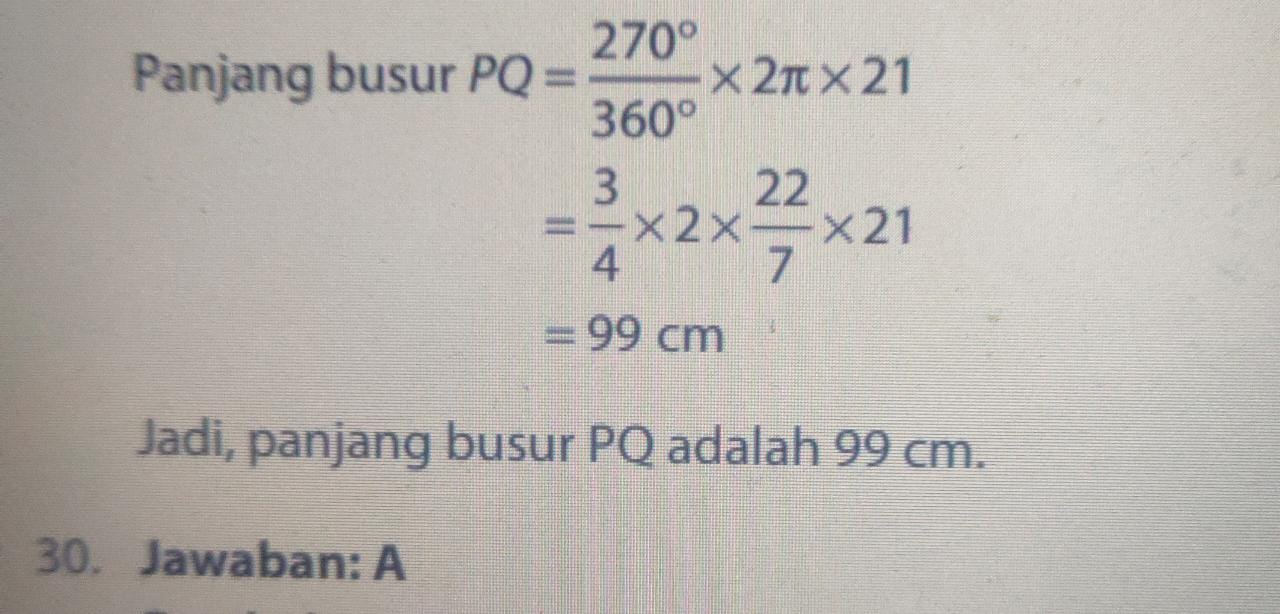 Panjang busur PQ = 270°/360° × 2π × 21
= 3/4 × 2 × 22/7 × 21
= 99 cm
Jadi, panjang busur PQ adalah 99 cm.
30. Jawaban: A